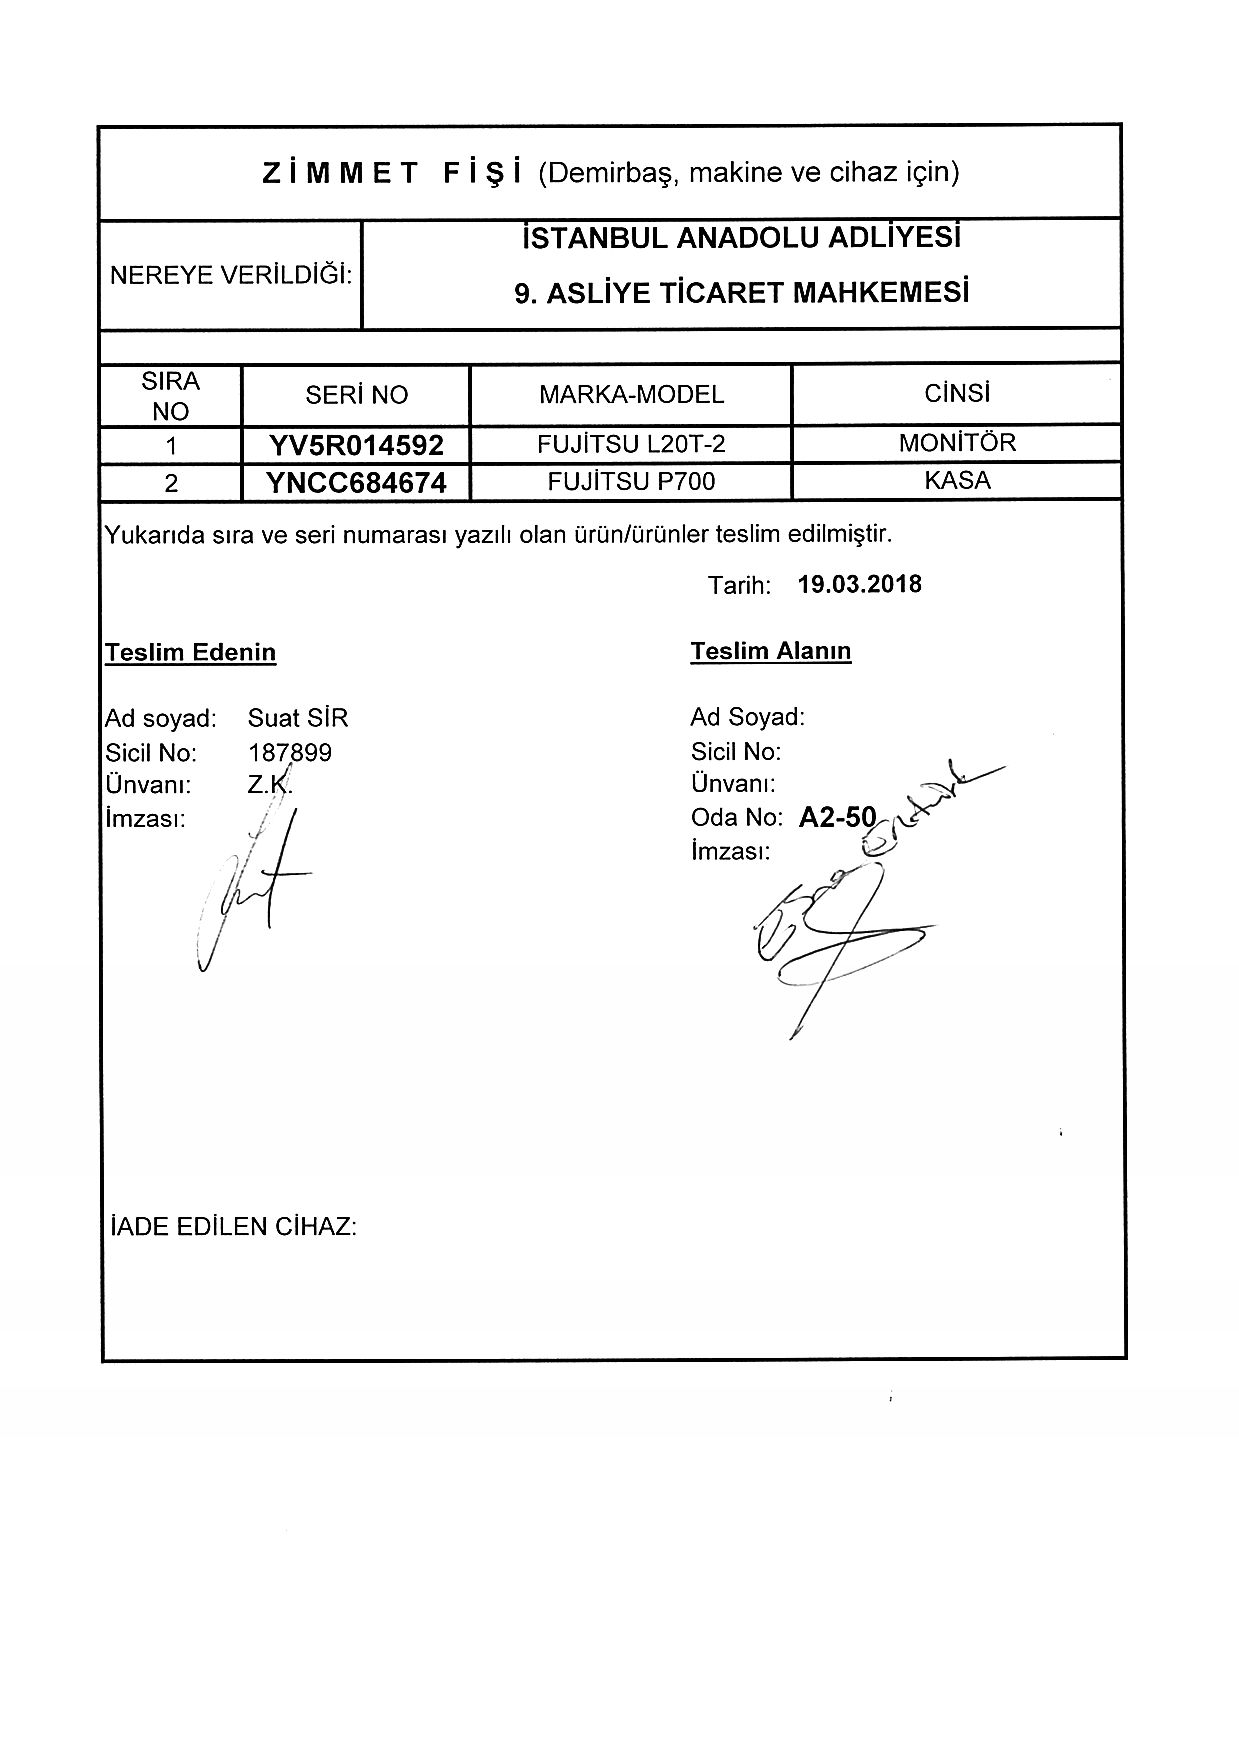 ZİMMET FİŞİ (Demirbaş, makine ve cihaz için)
NEREYE VERİLDİĞİ:
İSTANBUL ANADOLU ADLİYESİ
9. ASLİYE TİCARET MAHKEMESİ
SIRA NO SERİ NO MARKA-MODEL CİNSİ
1 YV5R014592 FUJİTSU L20T-2 MONİTÖR
2 YNCC684674 FUJİTSU P700 KASA
Yukarıda sıra ve seri numarası yazılı olan ürün/ürünler teslim edilmiştir.
Tarih: 19.03.2018
Teslim Edenin
Ad soyad: Suat SİR
Sicil No: 187899
Ünvanı: Z.K.
İmzası:
Teslim Alanın
Ad Soyad:
Sicil No:
Ünvanı:
Oda No: A2-50
İmzası:
İADE EDİLEN CİHAZ: